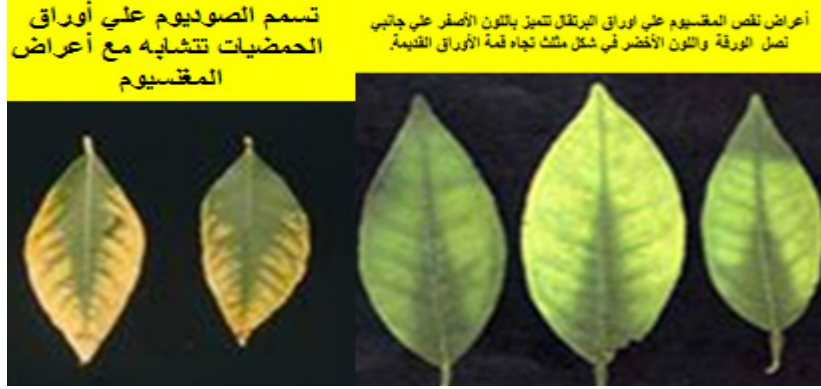 تسمم الصوديوم علي أوراق
الحمضيات تتشابه مع أعراض
المغنسيوم
أعراض نقص المغنسيوم علي اوراق البرتقال تتميز باللون الأصفر علي جانبي
نصل الورقة واللون الأخضر في شكل مثلث تجاه قمة الأوراق القديمة.